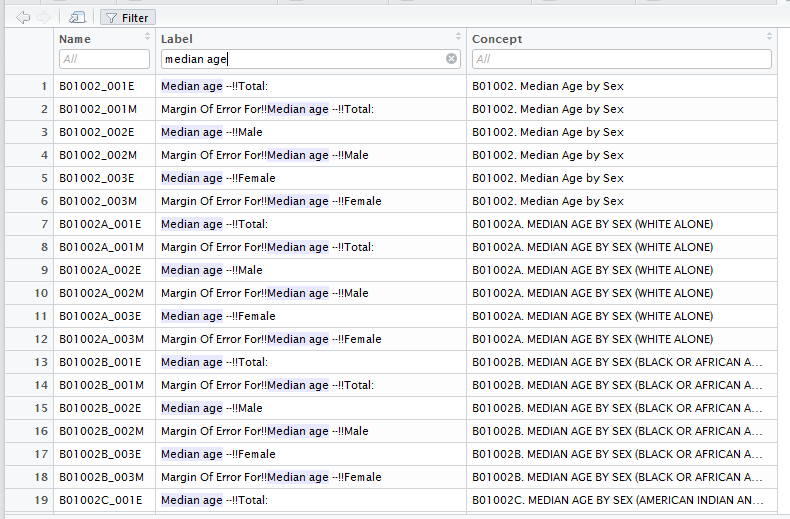 Filter
Name Label Concept
All median age All
1 B01002_001E Median age --!!Total: B01002. Median Age by Sex
2 B01002_001M Margin Of Error For!!Median age --!!Total: B01002. Median Age by Sex
3 B01002_002E Median age --!!Male B01002. Median Age by Sex
4 B01002_002M Margin Of Error For!!Median age --!!Male B01002. Median Age by Sex
5 B01002_003E Median age --!!Female B01002. Median Age by Sex
6 B01002_003M Margin Of Error For!!Median age --!!Female B01002. Median Age by Sex
7 B01002A_001E Median age --!!Total: B01002A. MEDIAN AGE BY SEX (WHITE ALONE)
8 B01002A_001M Margin Of Error For!!Median age --!!Total: B01002A. MEDIAN AGE BY SEX (WHITE ALONE)
9 B01002A_002E Median age --!!Male B01002A. MEDIAN AGE BY SEX (WHITE ALONE)
10 B01002A_002M Margin Of Error For!!Median age --!!Male B01002A. MEDIAN AGE BY SEX (WHITE ALONE)
11 B01002A_003E Median age --!!Female B01002A. MEDIAN AGE BY SEX (WHITE ALONE)
12 B01002A_003M Margin Of Error For!!Median age --!!Female B01002A. MEDIAN AGE BY SEX (WHITE ALONE)
13 B01002B_001E Median age --!!Total: B01002B. MEDIAN AGE BY SEX (BLACK OR AFRICAN A...
14 B01002B_001M Margin Of Error For!!Median age --!!Total: B01002B. MEDIAN AGE BY SEX (BLACK OR AFRICAN A...
15 B01002B_002E Median age --!!Male B01002B. MEDIAN AGE BY SEX (BLACK OR AFRICAN A...
16 B01002B_002M Margin Of Error For!!Median age --!!Male B01002B. MEDIAN AGE BY SEX (BLACK OR AFRICAN A...
17 B01002B_003E Median age --!!Female B01002B. MEDIAN AGE BY SEX (BLACK OR AFRICAN A...
18 B01002B_003M Margin Of Error For!!Median age --!!Female B01002B. MEDIAN AGE BY SEX (BLACK OR AFRICAN A...
19 B01002C_001E Median age --!!Total: B01002C. MEDIAN AGE BY SEX (AMERICAN INDIAN AN...